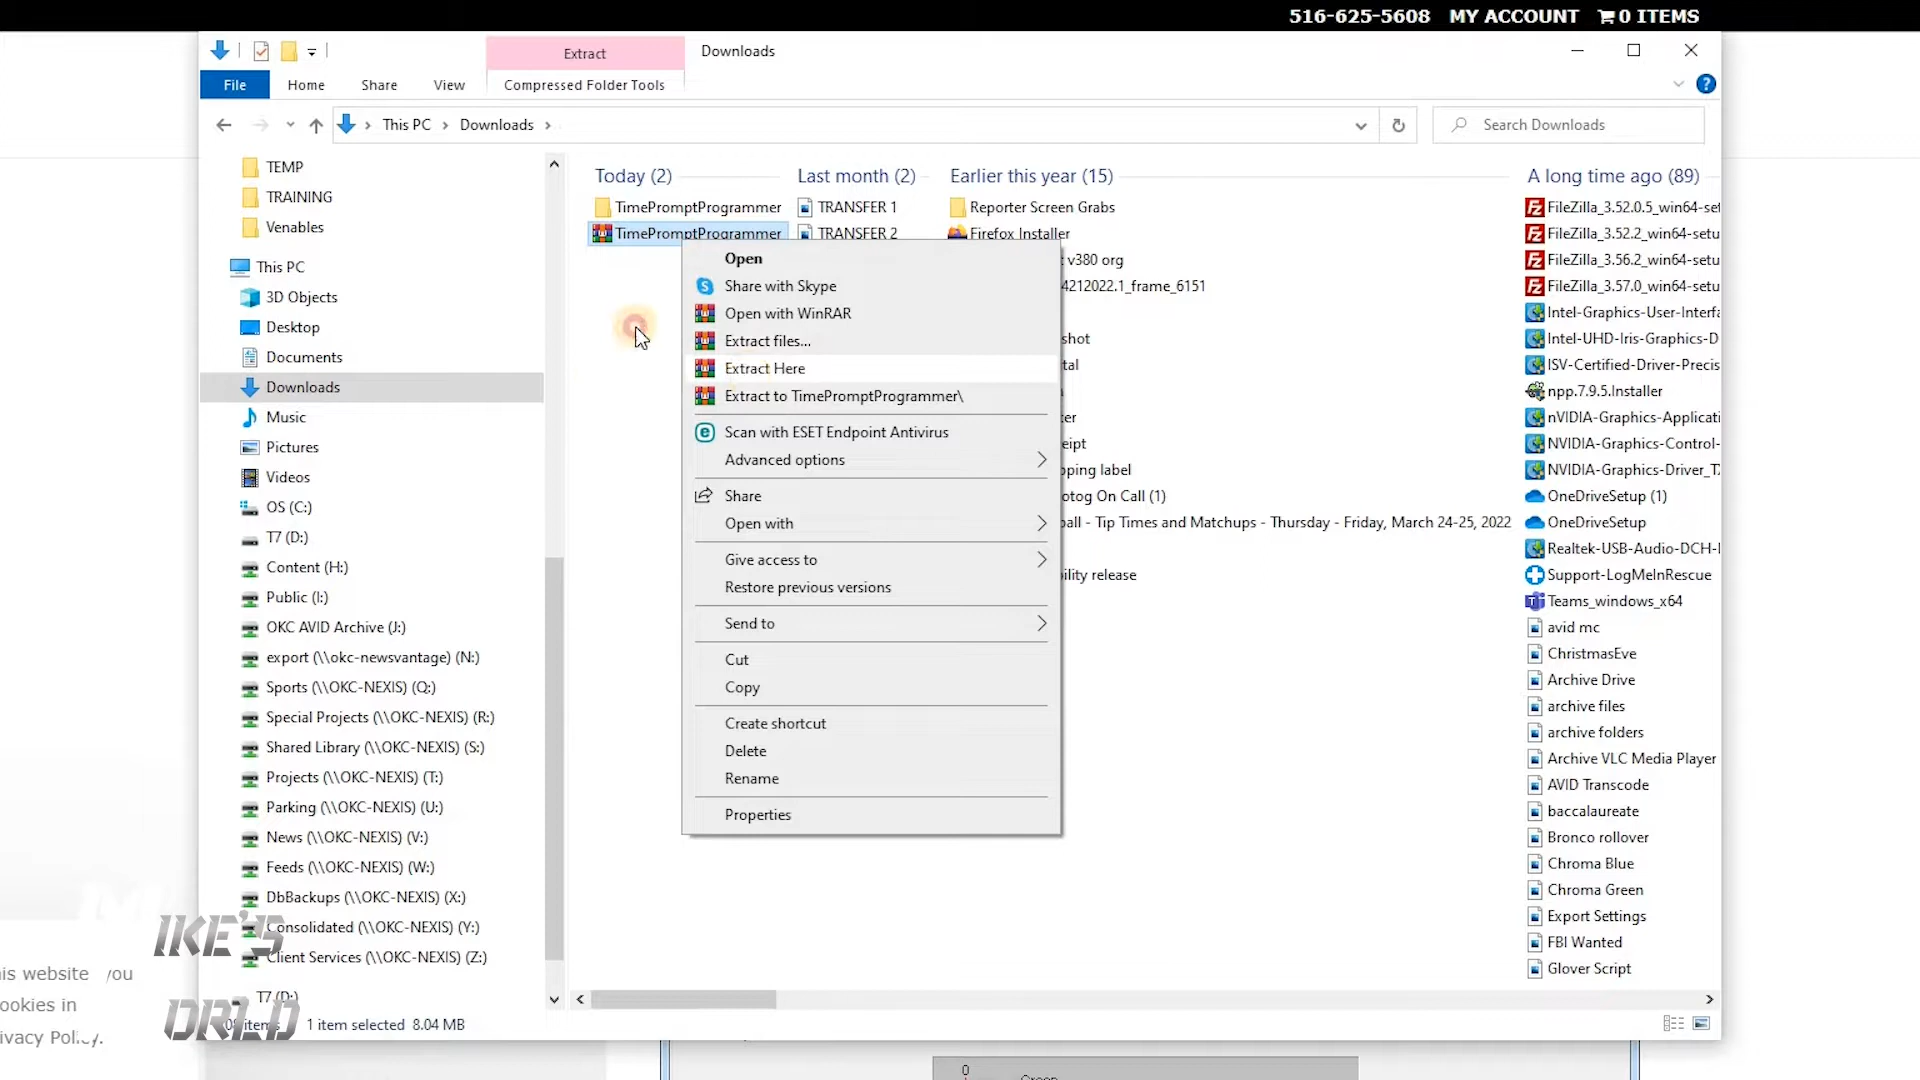 516-625-5608 MY ACCOUNT 0 ITEMS
Extract
Downloads
File
Home
Share
View
Compressed Folder Tools
This PC
Downloads
Search Downloads
TEMP
TRAINING
Venables
This PC
3D Objects
Desktop
Documents
Downloads
Music
Pictures
Videos
OS (C:)
T7 (D:)
Content (H:)
Public (I:)
OKC AVID Archive (J:)
export (\\okc-newsvantage) (N:)
Sports (\\OKC-NEXIS) (Q:)
Special Projects (\\OKC-NEXIS) (R:)
Shared Library (\\OKC-NEXIS) (S:)
Projects (\\OKC-NEXIS) (T:)
Parking (\\OKC-NEXIS) (U:)
News (\\OKC-NEXIS) (V:)
Feeds (\\OKC-NEXIS) (W:)
DbBackups (\\OKC-NEXIS) (X:)
Consolidated (\\OKC-NEXIS) (Y:)
Client Services (\\OKC-NEXIS) (Z:)
T7 (D:)
Today (2)
TimePromptProgrammer
TimePromptProgrammer
Last month (2)
TRANSFER 1
TRANSFER 2
Earlier this year (15)
Reporter Screen Grabs
Firefox Installer
v380 org
4212022.1_frame_6151
shot
tal
ter
eipt
pping label
otog On Call (1)
ball - Tip Times and Matchups - Thursday - Friday, March 24-25, 2022
bility release
Open
Share with Skype
Open with WinRAR
Extract files...
Extract Here
Extract to TimePromptProgrammer\
Scan with ESET Endpoint Antivirus
Advanced options
Share
Open with
Give access to
Restore previous versions
Send to
Cut
Copy
Create shortcut
Delete
Rename
Properties
A long time ago (89)
FileZilla_3.52.0.5_win64-set
FileZilla_3.52.2_win64-setu
FileZilla_3.56.2_win64-setu
FileZilla_3.57.0_win64-setu
Intel-Graphics-User-Interfa
Intel-UHD-Iris-Graphics-D
ISV-Certified-Driver-Precis
npp.7.9.5.Installer
nVIDIA-Graphics-Applicati
NVIDIA-Graphics-Control-
NVIDIA-Graphics-Driver_T
OneDriveSetup (1)
OneDriveSetup
Realtek-USB-Audio-DCH-
Support-LogMeInRescue
Teams_windows_x64
avid mc
ChristmasEve
Archive Drive
archive files
archive folders
Archive VLC Media Player
AVID Transcode
baccalaureate
Bronco rollover
Chroma Blue
Chroma Green
Export Settings
FBI Wanted
Glover Script
items 1 item selected 8.04 MB
IKE'S
ORLD
his website you
ookies in
ivacy Policy.
0
Green